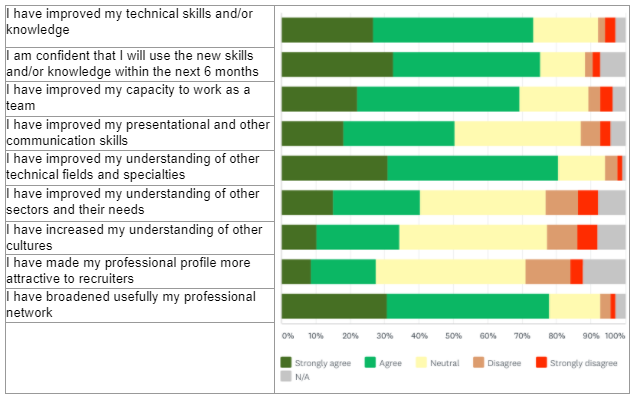 I have improved my technical skills and/or
knowledge
I am confident that I will use the new skills
and/or knowledge within the next 6 months
I have improved my capacity to work as a
team
I have improved my presentational and other
communication skills
I have improved my understanding of other
technical fields and specialties
I have improved my understanding of other
sectors and their needs
I have increased my understanding of other
cultures
I have made my professional profile more
attractive to recruiters
I have broadened usefully my professional
network
0% 10% 20% 30% 40% 50% 60% 70% 80% 90% 100%
Strongly agree Agree Neutral Disagree Strongly disagree
N/A